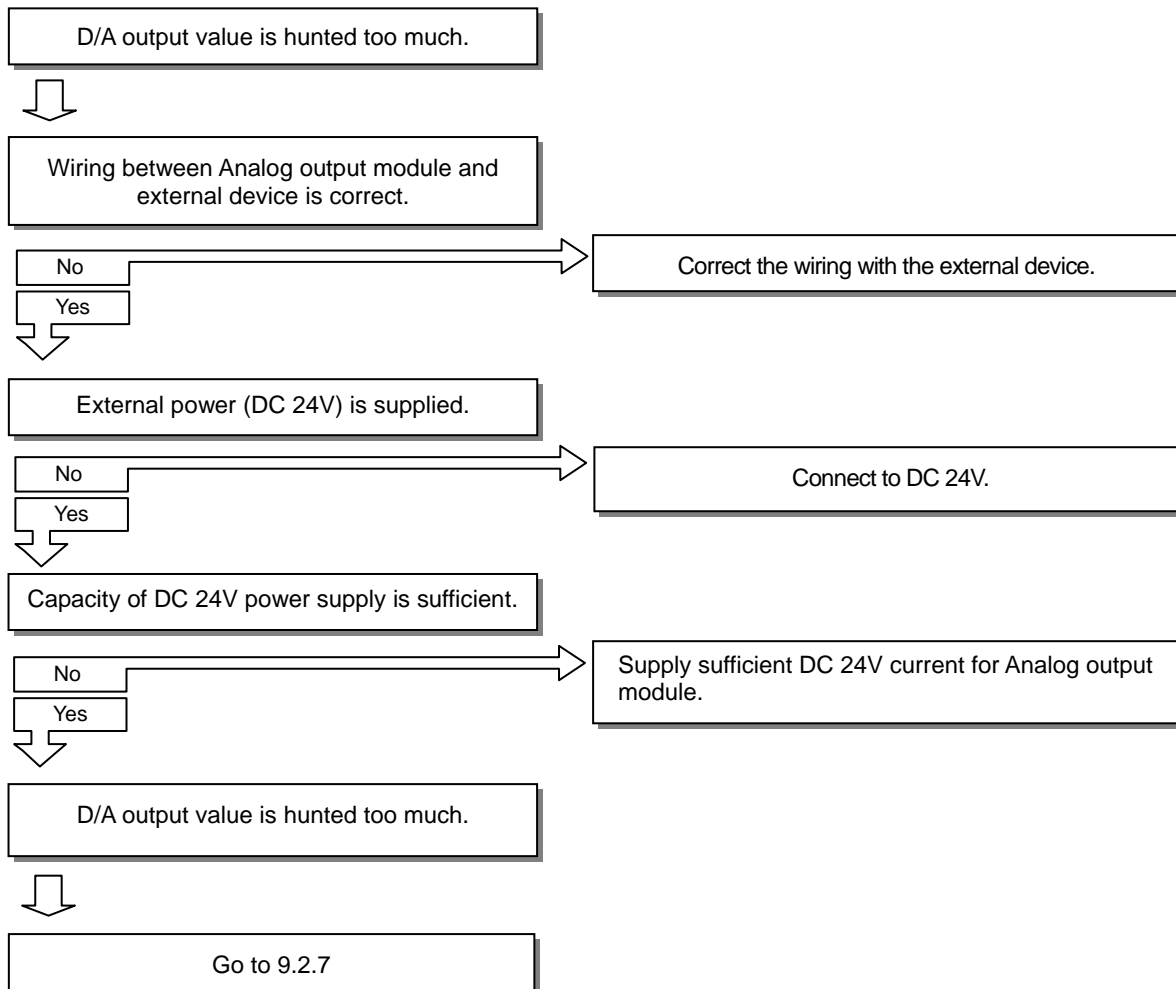 D/A output value is hunted too much.
Wiring between Analog output module and
external device is correct.
No
Correct the wiring with the external device.
Yes
External power (DC 24V) is supplied.
No
Connect to DC 24V.
Yes
Capacity of DC 24V power supply is sufficient.
No
Supply sufficient DC 24V current for Analog output
module.
Yes
D/A output value is hunted too much.
Go to 9.2.7